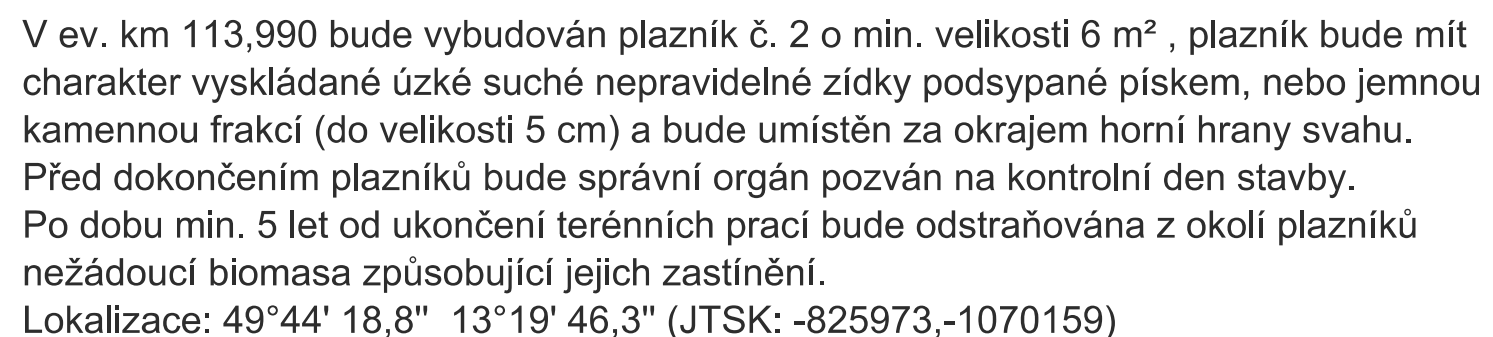 V ev. km 113,990 bude vybudován plazník č. 2 o min. velikosti 6 m² , plazník bude mít
charakter vyskládané úzké suché nepravidelné zídky podsypané pískem, nebo jemnou
kamennou frakcí (do velikosti 5 cm) a bude umístěn za okrajem horní hrany svahu.
Před dokončením plazníků bude správní orgán pozván na kontrolní den stavby.
Po dobu min. 5 let od ukončení terénních prací bude odstraňována z okolí plazníků
nežádoucí biomasa způsobující jejich zastínění.
Lokalizace: 49°44' 18,8"  13°19' 46,3" (JTSK: -825973,-1070159)